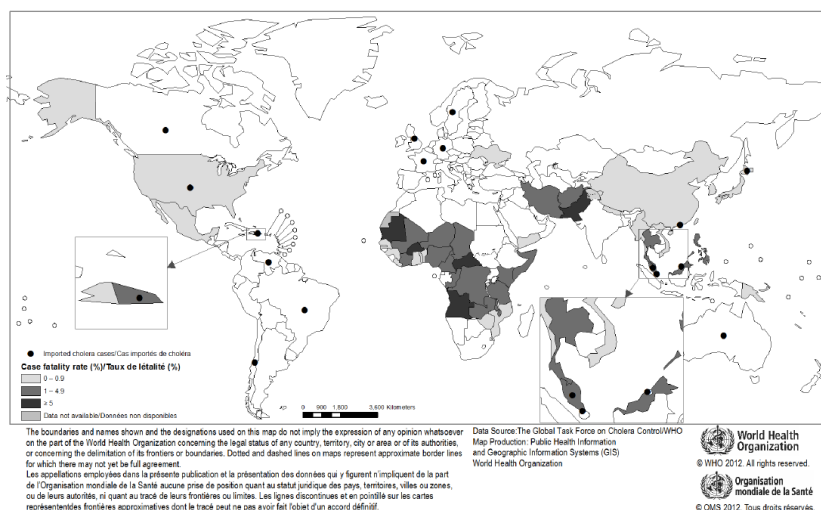 Imported cholera cases/Cas importés de choléra
Case fatality rate (%)/Taux de létalité (%)
0 – 0.9
1 – 4.9
≥ 5
Data not available/Données non disponibles
0 900 1,800 3,600 Kilometers
The boundaries and names shown and the designations used on this map do not imply the expression of any opinion whatsoever
on the part of the World Health Organization concerning the legal status of any country, territory, city or area or of its authorities,
or concerning the delimitation of its frontiers or boundaries. Dotted and dashed lines on maps represent approximate border lines
for which there may not yet be full agreement.
Les appellations employées dans la présente publication et la présentation des données qui y figurent n'impliquent de la part
de l'Organisation mondiale de la Santé aucune prise de position quant au statut juridique des pays, territoires, villes ou zones,
ou de leurs autorités, ni quant au tracé de leurs frontières ou limites. Les lignes discontinues et en pointillé sur les cartes
représententdes frontières approximatives dont le tracé peut ne pas avoir fait l'objet d'un accord définitif.
Data Source:The Global Task Force on Cholera Control/WHO
Map Production: Public Health Information
and Geographic Information Systems (GIS)
World Health Organization
World Health
Organization
© WHO 2012. All rights reserved.
Organisation
mondiale de la Santé
© OMS 2012. Tous droits réservés.